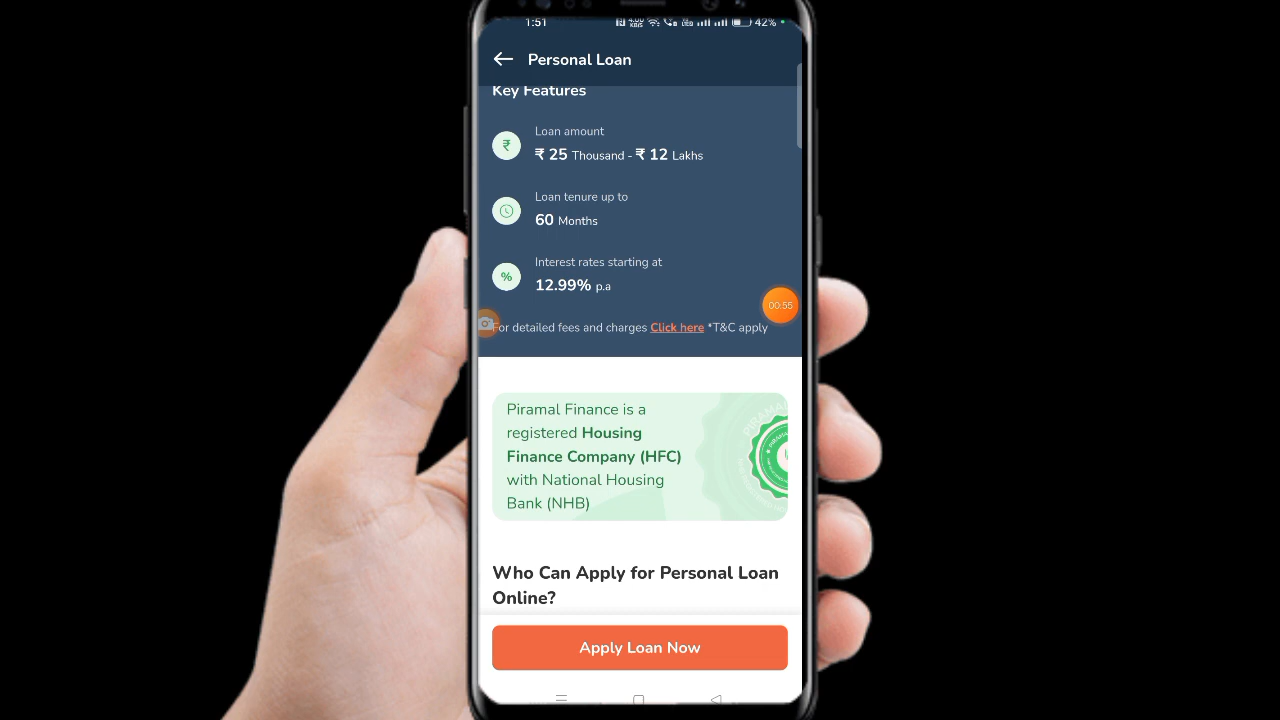 1:51
42%
Personal Loan
Key Features
Loan amount
₹ 25 Thousand - ₹ 12 Lakhs
Loan tenure up to
60 Months
Interest rates starting at
12.99% p.a
00:55
For detailed fees and charges Click here *T&C apply
Piramal Finance is a
registered Housing
Finance Company (HFC)
with National Housing
Bank (NHB)
Who Can Apply for Personal Loan
Online?
Apply Loan Now